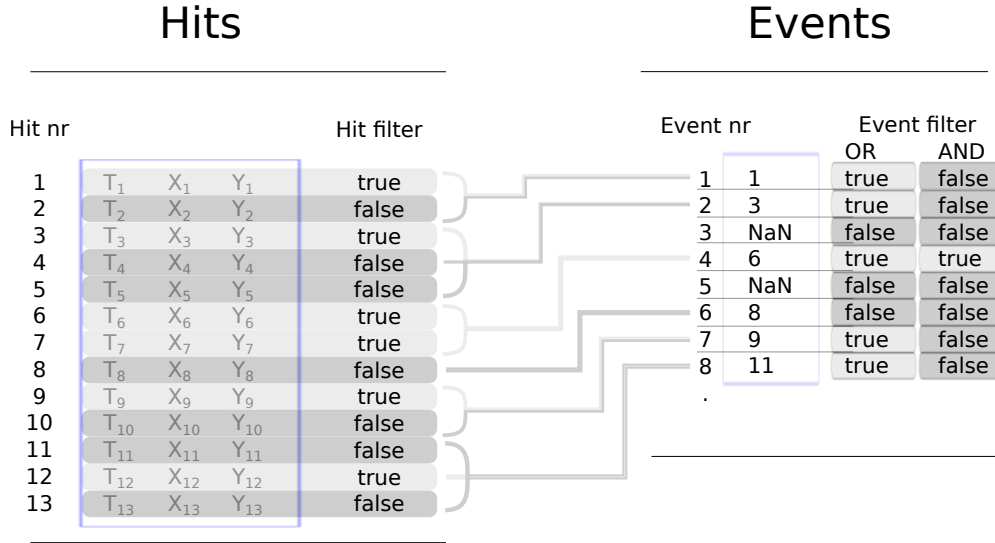 Hits Events
Hit nr Hit filter Event nr Event filter
OR AND
1 T₁ X₁ Y₁ true 1 1 true false
2 T₂ X₂ Y₂ false 2 3 true false
3 T₃ X₃ Y₃ true 3 NaN false false
4 T₄ X₄ Y₄ false 4 6 true true
5 T₅ X₅ Y₅ false 5 NaN false false
6 T₆ X₆ Y₆ true 6 8 false false
7 T₇ X₇ Y₇ true 7 9 true false
8 T₈ X₈ Y₈ false 8 11 true false
9 T₉ X₉ Y₉ true .
10 T₁₀ X₁₀ Y₁₀ false
11 T₁₁ X₁₁ Y₁₁ false
12 T₁₂ X₁₂ Y₁₂ true
13 T₁₃ X₁₃ Y₁₃ false